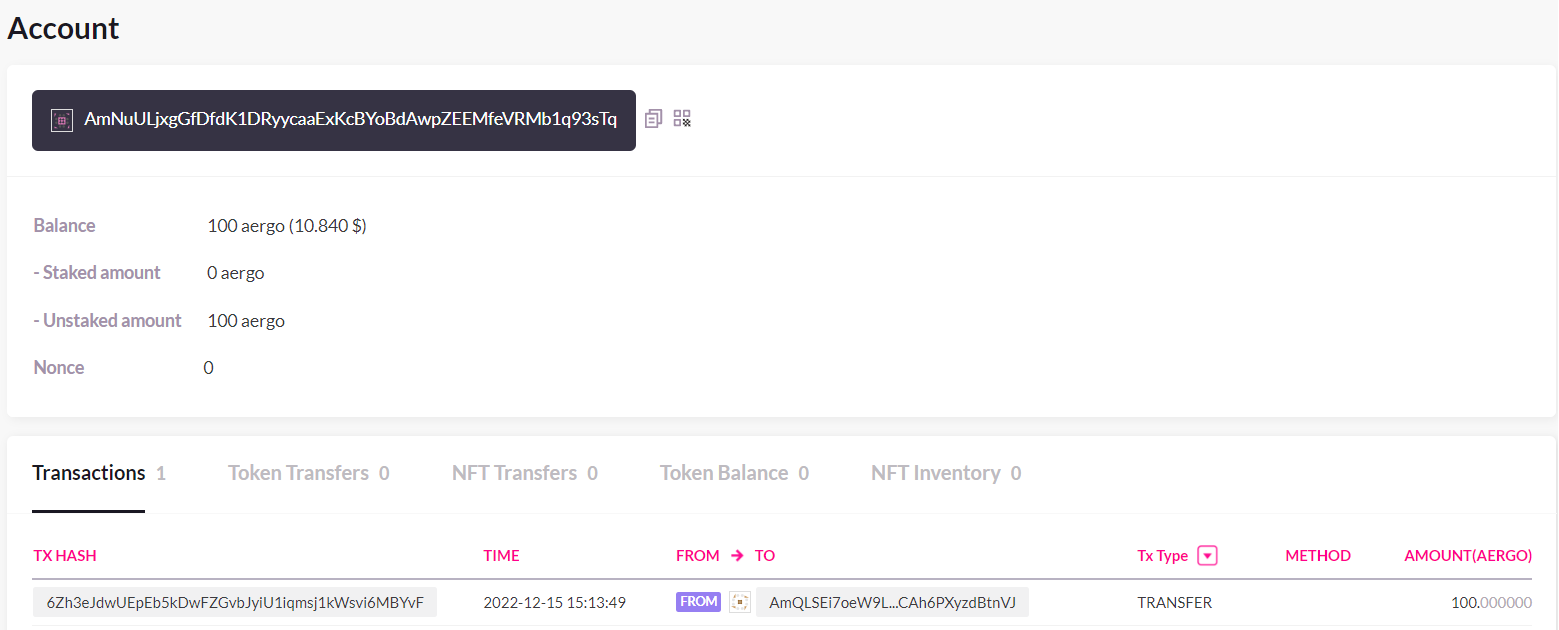 Account
AmNuULjxgGfDfdK1DRyycaaExKcBYoBdAwpZEEMfeVRMb1q93sTq
Balance 100 aergo (10.840 $)
- Staked amount 0 aergo
- Unstaked amount 100 aergo
Nonce 0
Transactions 1 Token Transfers 0 NFT Transfers 0 Token Balance 0 NFT Inventory 0
TX HASH TIME FROM → TO Tx Type METHOD AMOUNT(AERGO)
6Zh3eJdwUEpEb5kDwFZGvbJyiU1iqmsj1kWsvi6MBYvF 2022-12-15 15:13:49 FROM AmQLSEi7oeW9L...CAh6PXyzdBtnVJ TRANSFER 100.000000